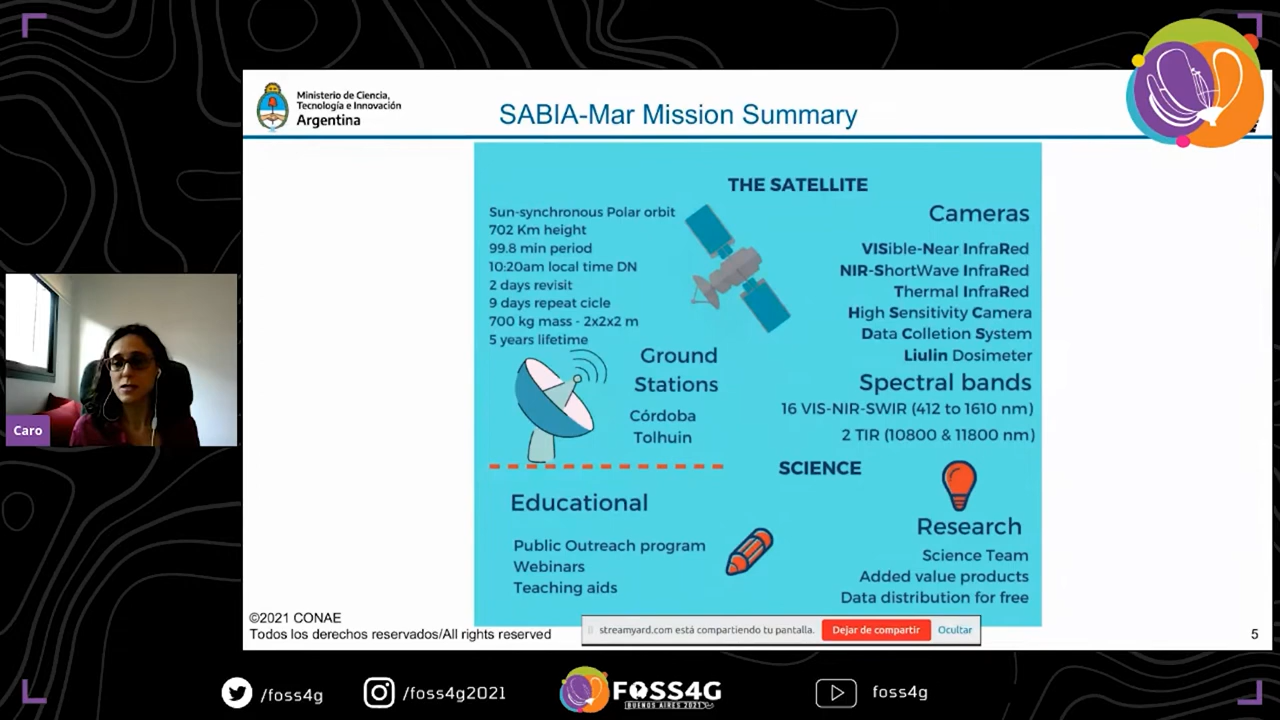 Ministerio de Ciencia,
Tecnología e Innovación
Argentina
SABIA-Mar Mission Summary
THE SATELLITE
Sun-synchronous Polar orbit
702 Km height
99.8 min period
10:20am local time DN
2 days revisit
9 days repeat cicle
700 kg mass - 2x2x2 m
5 years lifetime
Cameras
VISible-Near InfraRed
NIR-ShortWave InfraRed
Thermal InfraRed
High Sensitivity Camera
Data Colletion System
Liulin Dosimeter
Ground
Stations
Córdoba
Tolhuin
Spectral bands
16 VIS-NIR-SWIR (412 to 1610 nm)
2 TIR (10800 & 11800 nm)
SCIENCE
Educational
Public Outreach program
Webinars
Teaching aids
Research
Science Team
Added value products
Data distribution for free
Caro
©2021 CONAE
Todos los derechos reservados/All rights reserved
streamyard.com está compartiendo tu pantalla.
Dejar de compartir
Ocultar
5
/foss4g
/foss4g2021
FOSS4G
BUENOS AIRES 2021
foss4g